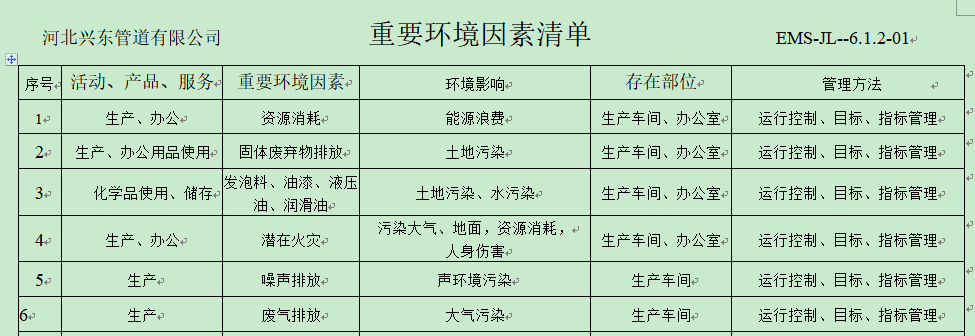 河北兴东管道有限公司 重要环境因素清单 EMS-JL--6.1.2-01
序号 活动、产品、服务 重要环境因素 环境影响 存在部位 管理方法
1 生产、办公 资源消耗 能源浪费 生产车间、办公室 运行控制、目标、指标管理
2 生产、办公用品使用 固体废弃物排放 土地污染 生产车间、办公室 运行控制、目标、指标管理
3 化学品使用、储存 发泡料、油漆、液压油、润滑油 土地污染、水污染 生产车间、办公室 运行控制、目标、指标管理
4 生产、办公 潜在火灾 污染大气、地面，资源消耗，人身伤害 生产车间、办公室 运行控制、目标、指标管理
5 生产 噪声排放 声环境污染 生产车间 运行控制、目标、指标管理
6 生产 废气排放 大气污染 生产车间 运行控制、目标、指标管理